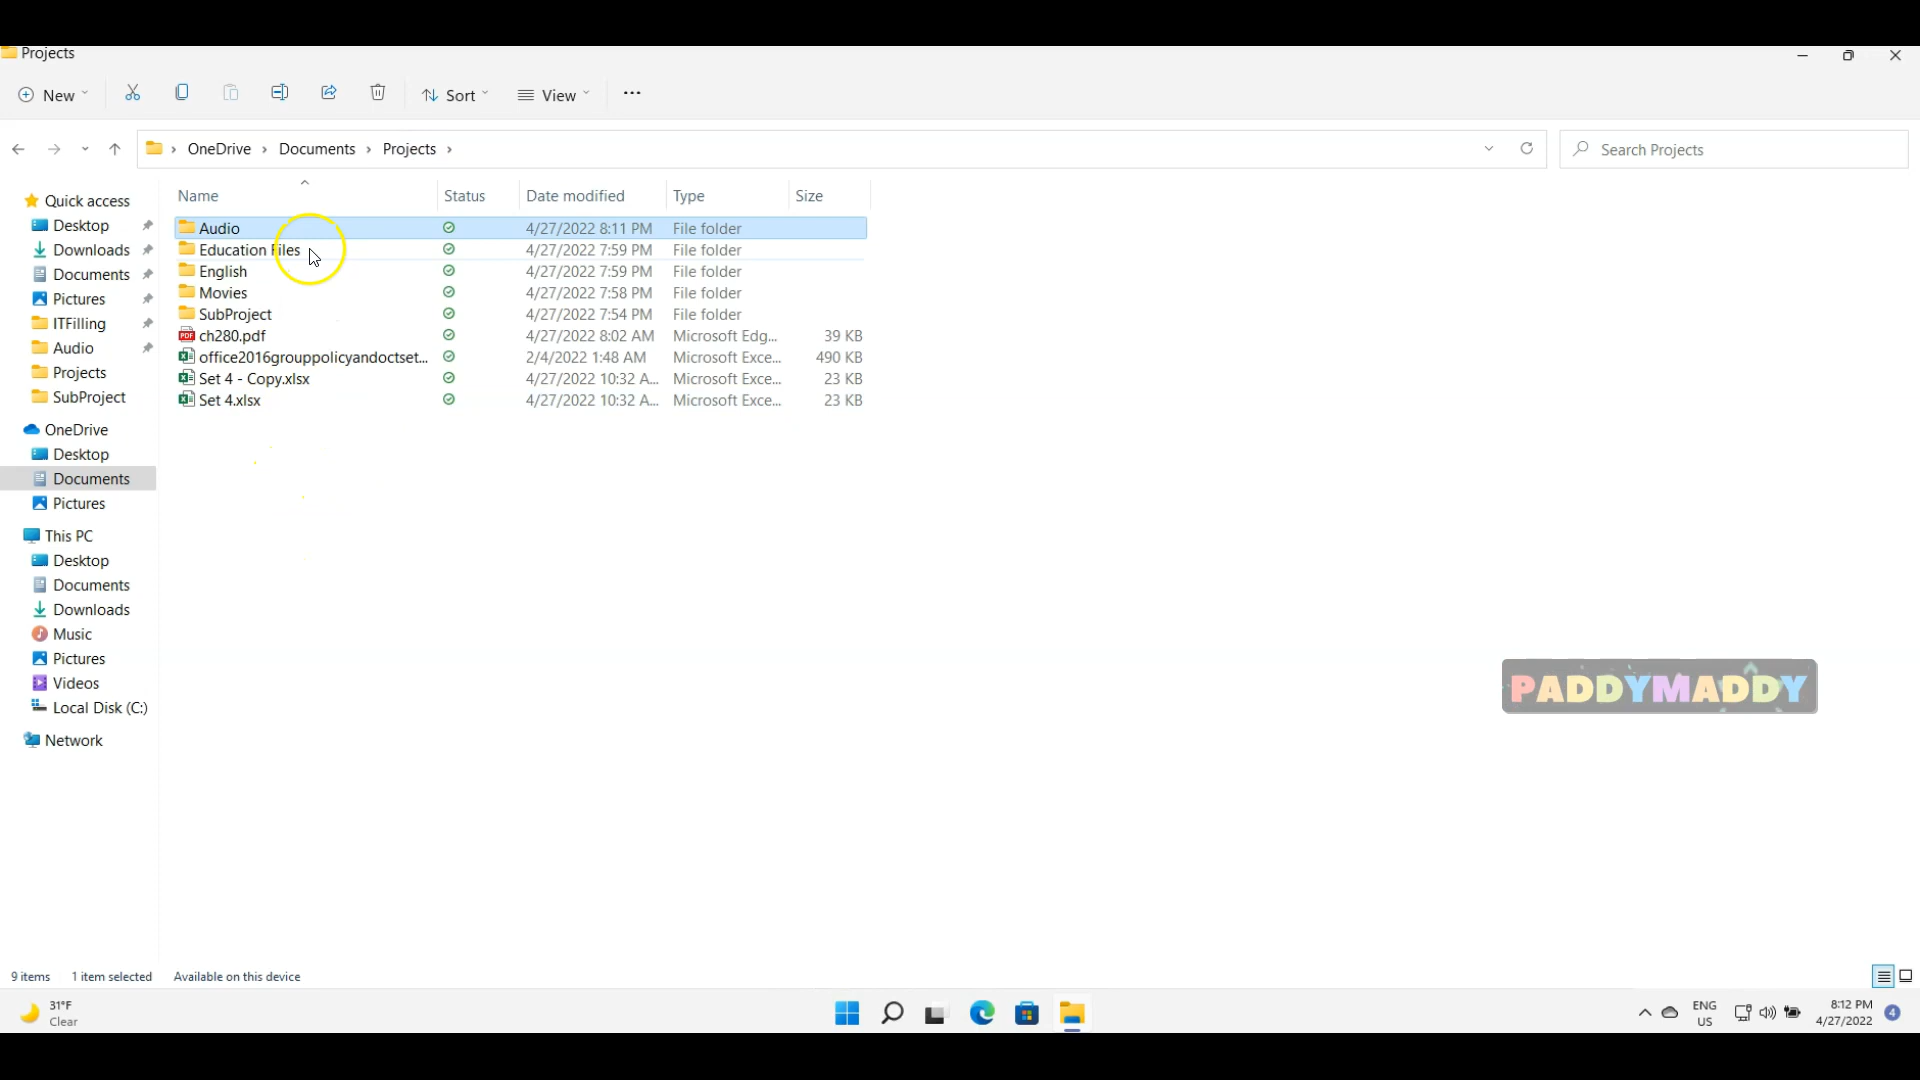 Projects
New
Sort
View
OneDrive > Documents > Projects >
Search Projects
Name Status Date modified Type Size
Quick access
Desktop
Downloads
Documents
Pictures
ITFilling
Audio
Projects
SubProject
OneDrive
Desktop
Documents
Pictures
This PC
Desktop
Documents
Downloads
Music
Pictures
Videos
Local Disk (C:)
Network
Audio 4/27/2022 8:11 PM File folder
Education Files 4/27/2022 7:59 PM File folder
English 4/27/2022 7:59 PM File folder
Movies 4/27/2022 7:58 PM File folder
SubProject 4/27/2022 7:54 PM File folder
ch280.pdf 4/27/2022 8:02 AM Microsoft Edg... 39 KB
office2016grouppolicyandoctset... 2/4/2022 1:48 AM Microsoft Exce... 490 KB
Set 4 - Copy.xlsx 4/27/2022 10:32 A... Microsoft Exce... 23 KB
Set 4.xlsx 4/27/2022 10:32 A... Microsoft Exce... 23 KB
PADDYMADDY
9 items 1 item selected Available on this device
31°F
Clear
ENG
US
8:12 PM
4/27/2022
4